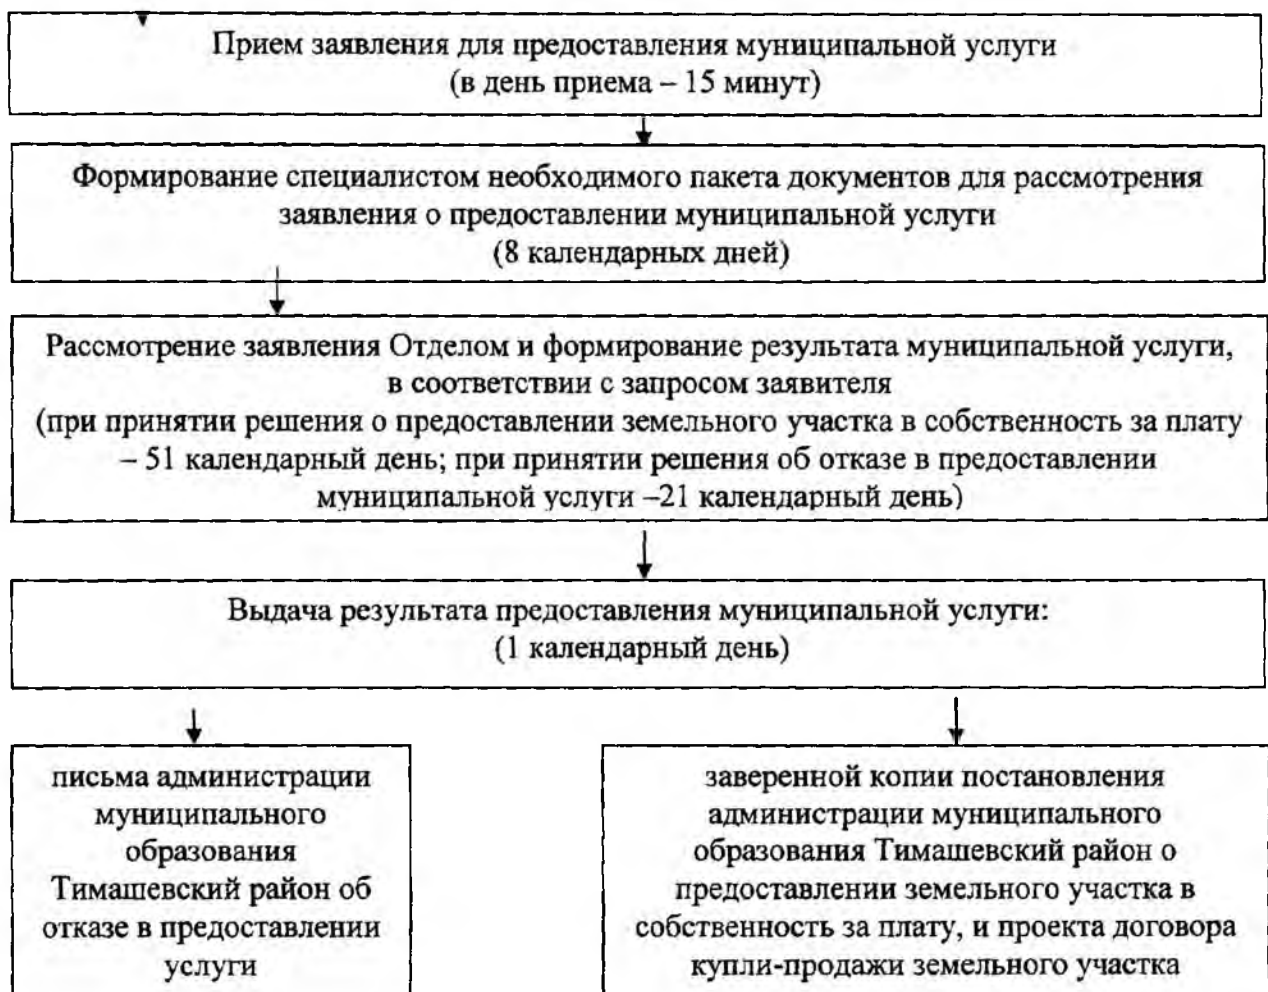 Прием заявления для предоставления муниципальной услуги
(в день приема – 15 минут)
Формирование специалистом необходимого пакета документов для рассмотрения
заявления о предоставлении муниципальной услуги
(8 календарных дней)
Рассмотрение заявления Отделом и формирование результата муниципальной услуги,
в соответствии с запросом заявителя
(при принятии решения о предоставлении земельного участка в собственность за плату
– 51 календарный день; при принятии решения об отказе в предоставлении
муниципальной услуги –21 календарный день)
Выдача результата предоставления муниципальной услуги:
(1 календарный день)
письма администрации
муниципального
образования
Тимашевский район об
отказе в предоставлении
услуги
заверенной копии постановления
администрации муниципального
образования Тимашевский район о
предоставлении земельного участка в
собственность за плату, и проекта договора
купли-продажи земельного участка